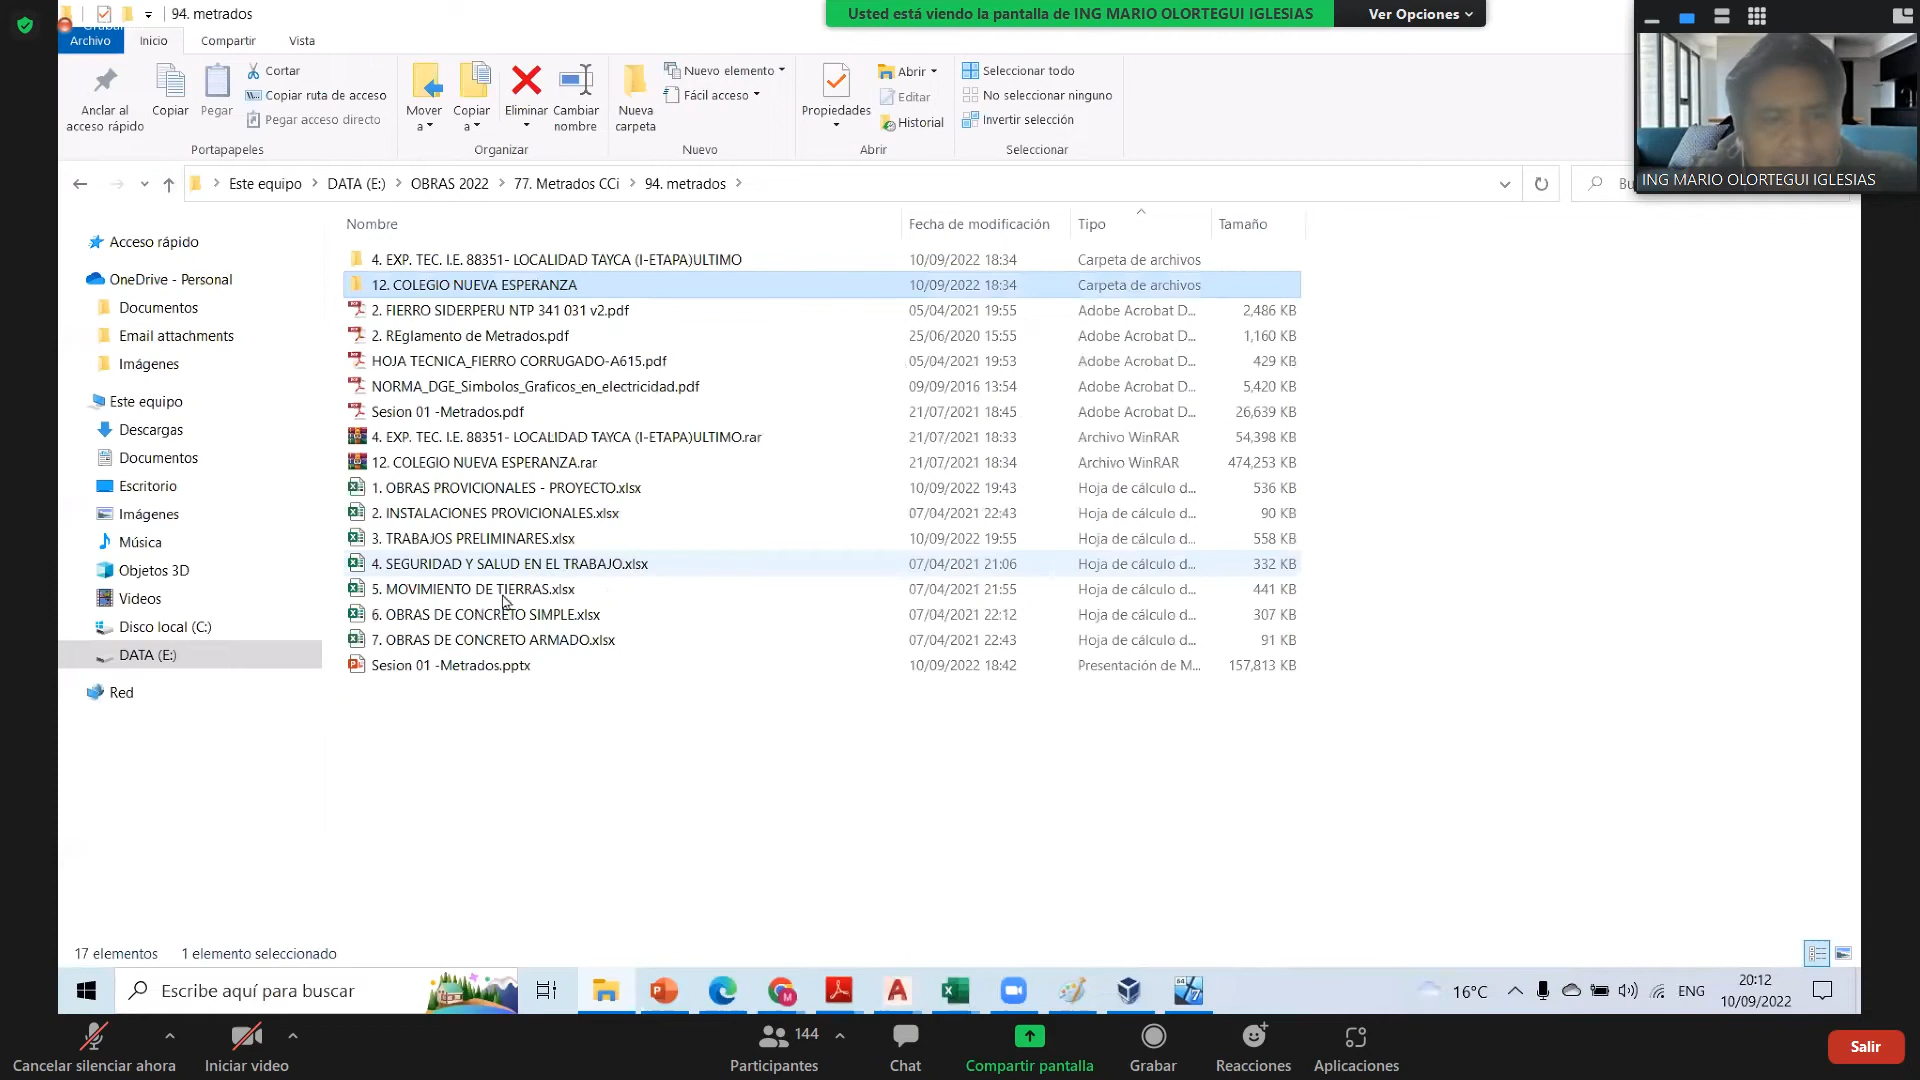 94. metrados
Usted está viendo la pantalla de ING MARIO OLORTEGUI IGLESIAS
Ver Opciones
Archivo
Inicio
Compartir
Vista
Anclar al
acceso rápido
Copiar
Pegar
Cortar
Copiar ruta de acceso
Pegar acceso directo
Portapapeles
Mover
a
Copiar
a
Eliminar
Cambiar
nombre
Organizar
Nueva
carpeta
Nuevo elemento
Fácil acceso
Nuevo
Propiedades
Abrir
Editar
Historial
Abrir
Seleccionar todo
No seleccionar ninguno
Invertir selección
Seleccionar
ING MARIO OLORTEGUI IGLESIAS
Este equipo
DATA (E:)
OBRAS 2022
77. Metrados CCi
94. metrados
Bu
Nombre
Fecha de modificación
Tipo
Tamaño
4. EXP. TEC. I.E. 88351- LOCALIDAD TAYCA (I-ETAPA)ULTIMO 10/09/2022 18:34 Carpeta de archivos
12. COLEGIO NUEVA ESPERANZA 10/09/2022 18:34 Carpeta de archivos
2. FIERRO SIDERPERU NTP 341 031 v2.pdf 05/04/2021 19:55 Adobe Acrobat D... 2,486 KB
2. REglamento de Metrados.pdf 25/06/2020 15:55 Adobe Acrobat D... 1,160 KB
HOJA TECNICA_FIERRO CORRUGADO-A615.pdf 05/04/2021 19:53 Adobe Acrobat D... 429 KB
NORMA_DGE_Simbolos_Graficos_en_electricidad.pdf 09/09/2016 13:54 Adobe Acrobat D... 5,420 KB
Sesion 01 -Metrados.pdf 21/07/2021 18:45 Adobe Acrobat D... 26,639 KB
4. EXP. TEC. I.E. 88351- LOCALIDAD TAYCA (I-ETAPA)ULTIMO.rar 21/07/2021 18:33 Archivo WinRAR 54,398 KB
12. COLEGIO NUEVA ESPERANZA.rar 21/07/2021 18:34 Archivo WinRAR 474,253 KB
1. OBRAS PROVICIONALES - PROYECTO.xlsx 10/09/2022 19:43 Hoja de cálculo d... 536 KB
2. INSTALACIONES PROVICIONALES.xlsx 07/04/2021 22:43 Hoja de cálculo d... 90 KB
3. TRABAJOS PRELIMINARES.xlsx 10/09/2022 19:55 Hoja de cálculo d... 558 KB
4. SEGURIDAD Y SALUD EN EL TRABAJO.xlsx 07/04/2021 21:06 Hoja de cálculo d... 332 KB
5. MOVIMIENTO DE TIERRAS.xlsx 07/04/2021 21:55 Hoja de cálculo d... 441 KB
6. OBRAS DE CONCRETO SIMPLE.xlsx 07/04/2021 22:12 Hoja de cálculo d... 307 KB
7. OBRAS DE CONCRETO ARMADO.xlsx 07/04/2021 22:43 Hoja de cálculo d... 91 KB
Sesion 01 -Metrados.pptx 10/09/2022 18:42 Presentación de M... 157,813 KB
Acceso rápido
OneDrive - Personal
Documentos
Email attachments
Imágenes
Este equipo
Descargas
Documentos
Escritorio
Imágenes
Música
Objetos 3D
Videos
Disco local (C:)
DATA (E:)
Red
17 elementos
1 elemento seleccionado
Escribe aquí para buscar
16°C
ENG
20:12
10/09/2022
Cancelar silenciar ahora
Iniciar video
144
Participantes
Chat
Compartir pantalla
Grabar
Reacciones
Aplicaciones
Salir